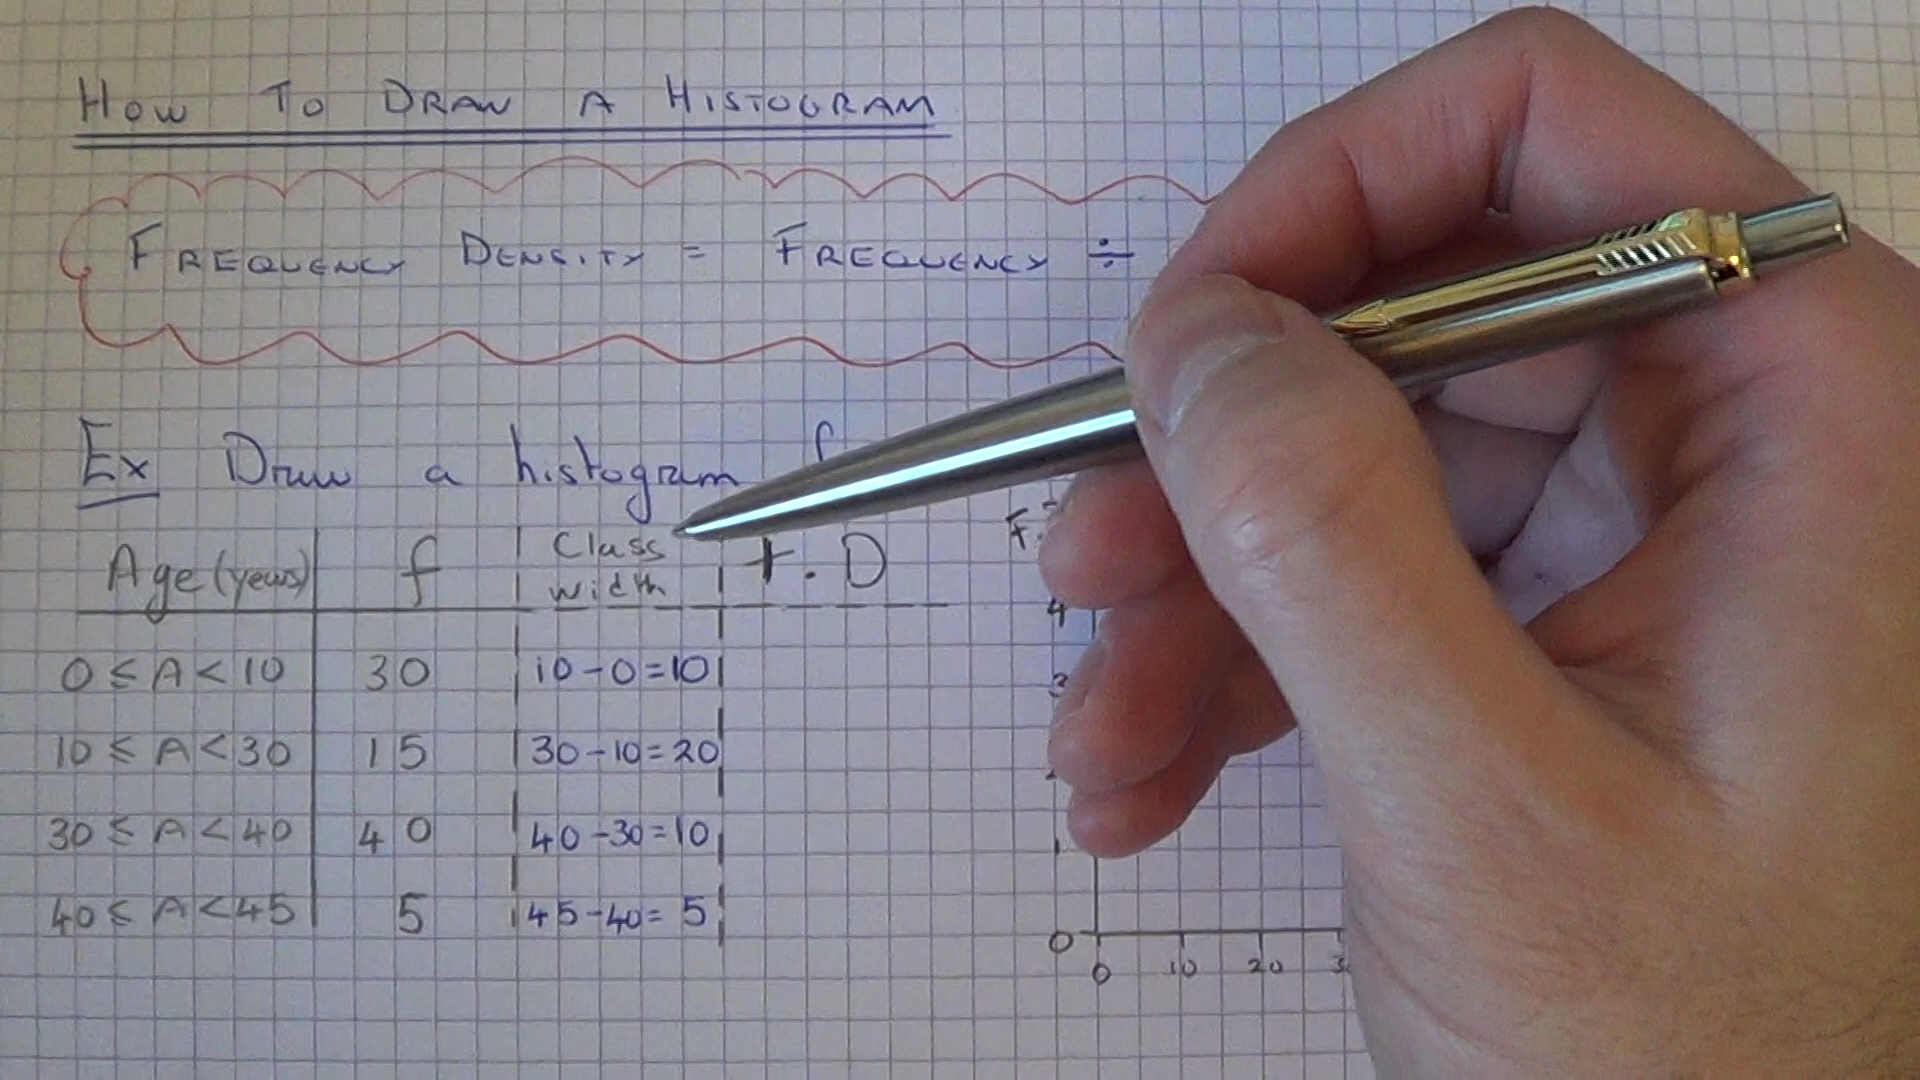 HOW TO DRAW A HISTOGRAM
FREQUENCY DENSITY = FREQUENCY ÷
Ex Draw a histogram
Age (years) f Class width F.D
0 ≤ A < 10 30 10 - 0 = 10
10 ≤ A < 30 15 30 - 10 = 20
30 ≤ A < 40 40 40 - 30 = 10
40 ≤ A < 45 5 45 - 40 = 5
F.
4
3
0
0 10 20